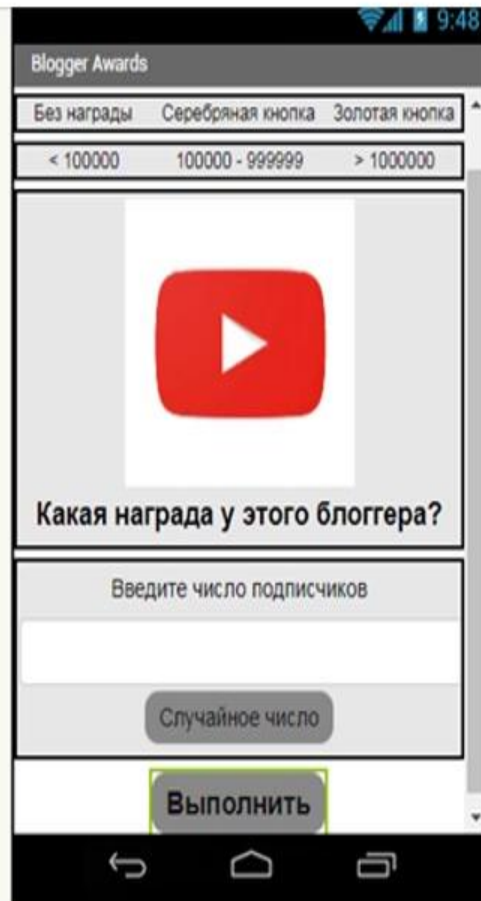 9:48
Blogger Awards
Без награды Серебряная кнопка Золотая кнопка
< 100000 100000 - 999999 > 1000000
Какая награда у этого блоггера?
Введите число подписчиков
Случайное число
Выполнить